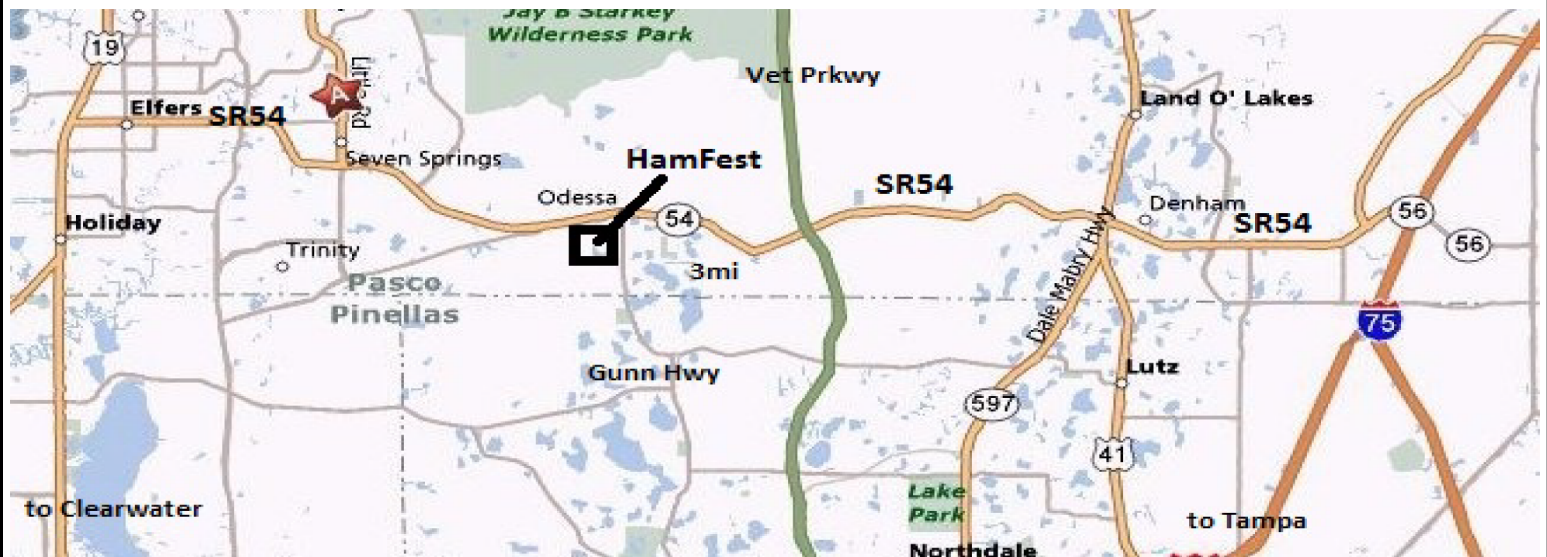 Jay B Starkey
Wilderness Park
19
Vet Prkwy
A
Little Rd
Elfers
SR54
Land O' Lakes
Seven Springs
HamFest
SR54
Odessa
54
Denham
56
Holiday
SR54
56
Trinity
3mi
Dale Mabry Hwy
Pasco
Pinellas
75
Gunn Hwy
Lutz
597
41
Lake
Park
to Clearwater
to Tampa
Northdale